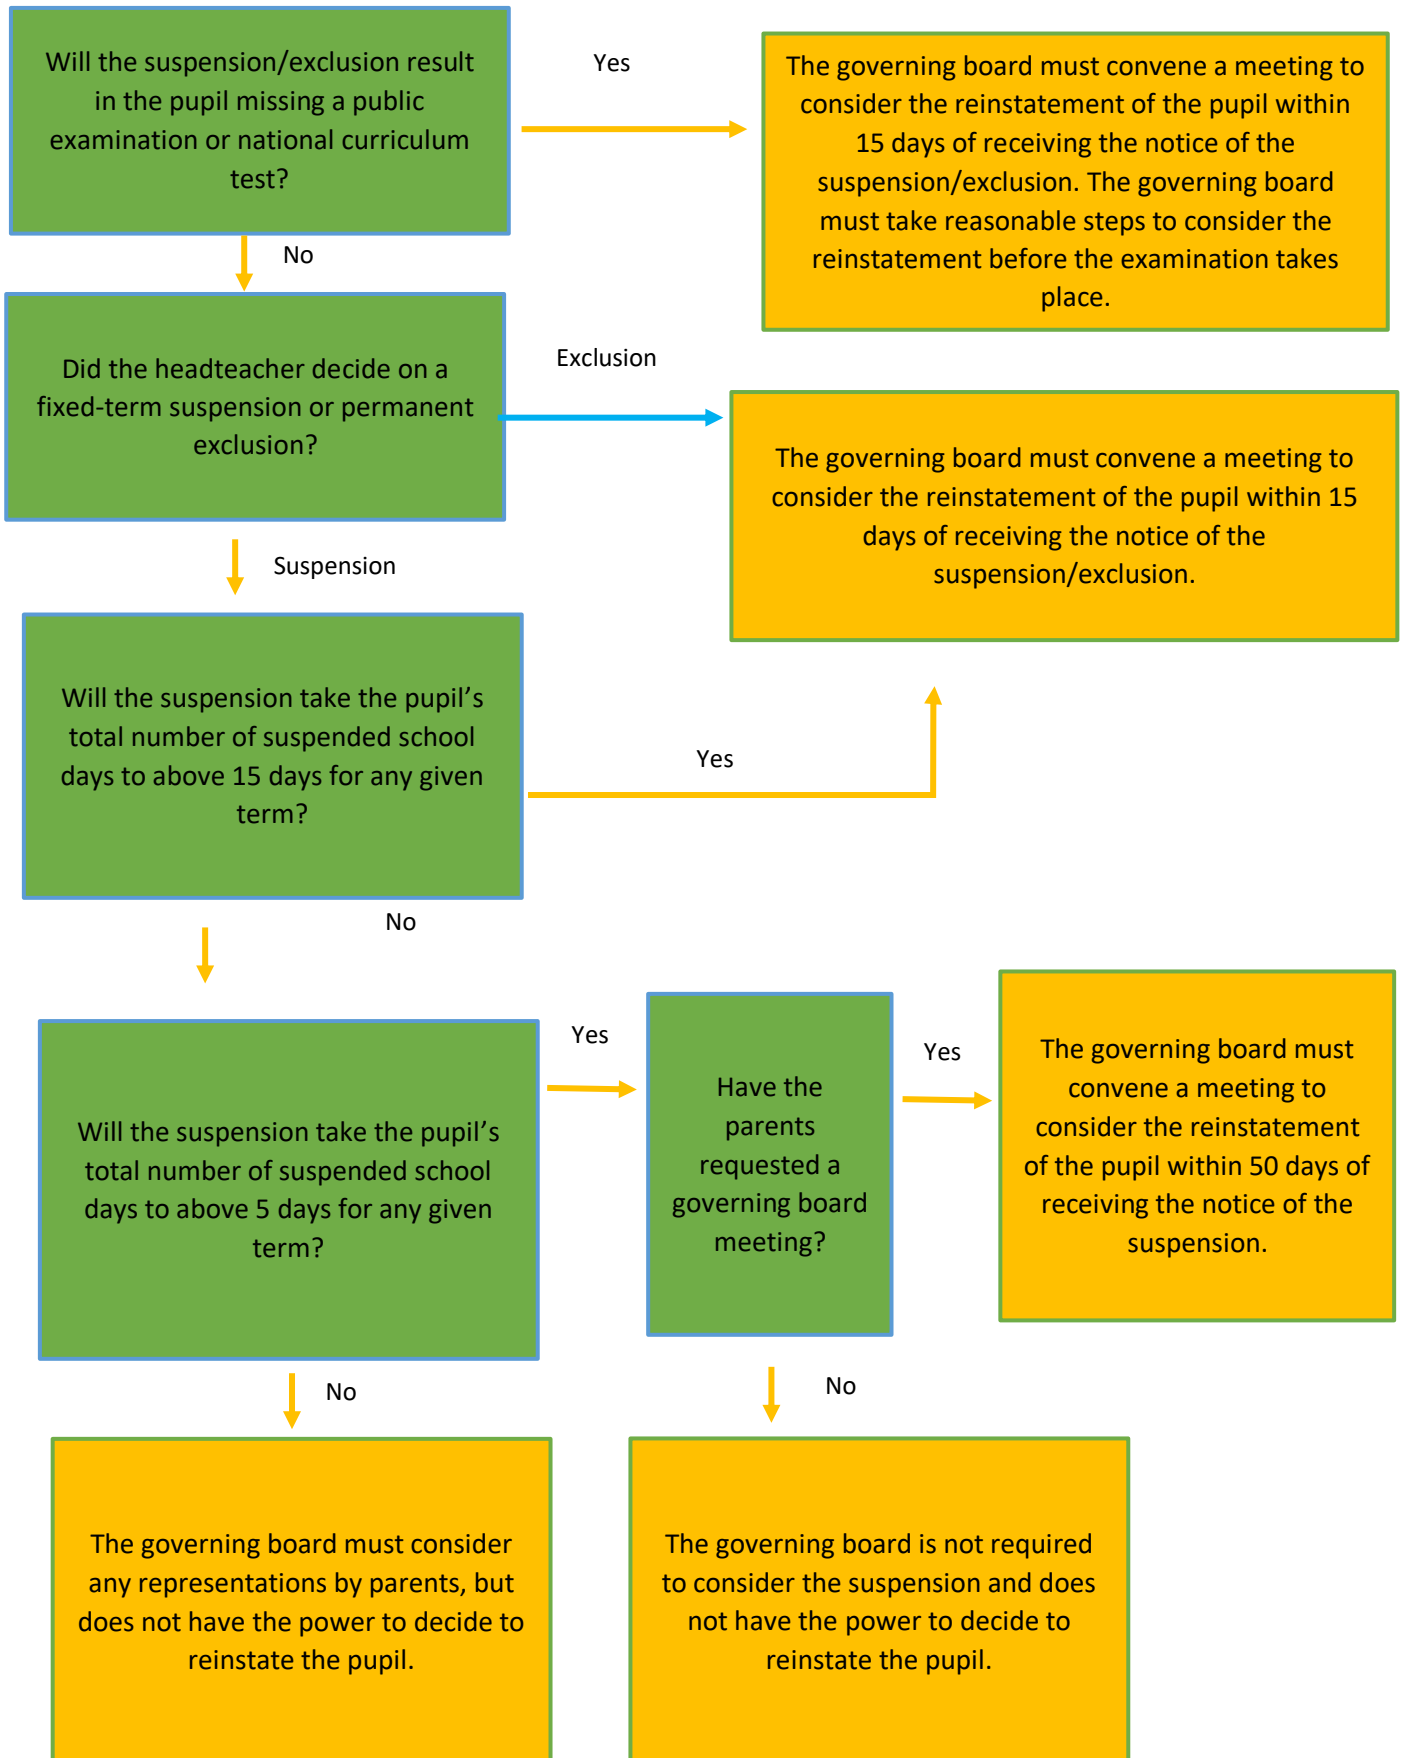 Will the suspension/exclusion result
in the pupil missing a public
examination or national curriculum
test?
Yes
The governing board must convene a meeting to
consider the reinstatement of the pupil within
15 days of receiving the notice of the
suspension/exclusion. The governing board
must take reasonable steps to consider the
reinstatement before the examination takes
place.
No
Did the headteacher decide on a
fixed-term suspension or permanent
exclusion?
Exclusion
The governing board must convene a meeting to
consider the reinstatement of the pupil within 15
days of receiving the notice of the
suspension/exclusion.
Suspension
Will the suspension take the pupil’s
total number of suspended school
days to above 15 days for any given
term?
Yes
No
Will the suspension take the pupil’s
total number of suspended school
days to above 5 days for any given
term?
Yes
Have the
parents
requested a
governing board
meeting?
Yes
The governing board must
convene a meeting to
consider the reinstatement
of the pupil within 50 days of
receiving the notice of the
suspension.
No
No
The governing board must consider
any representations by parents, but
does not have the power to decide to
reinstate the pupil.
The governing board is not required
to consider the suspension and does
not have the power to decide to
reinstate the pupil.